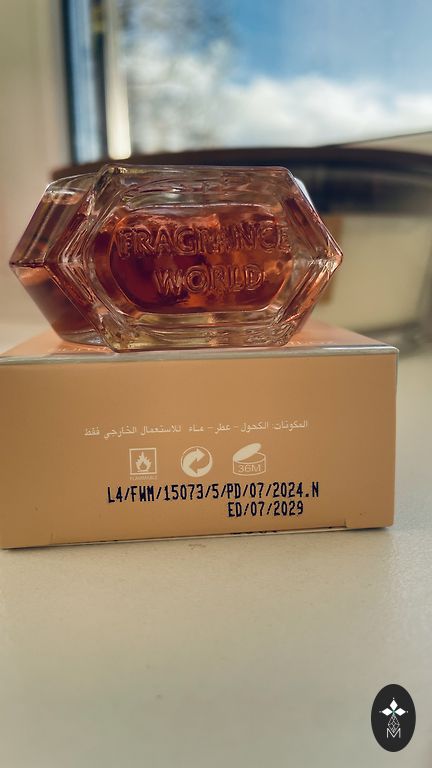 FRAGRANCE
WORLD
المكونات: الكحول - عطر - ماء للاستعمال الخارجي فقط
FLAMMABLE
36M
L4/FWM/15073/5/PD/07/2024.N
ED/07/2029
M